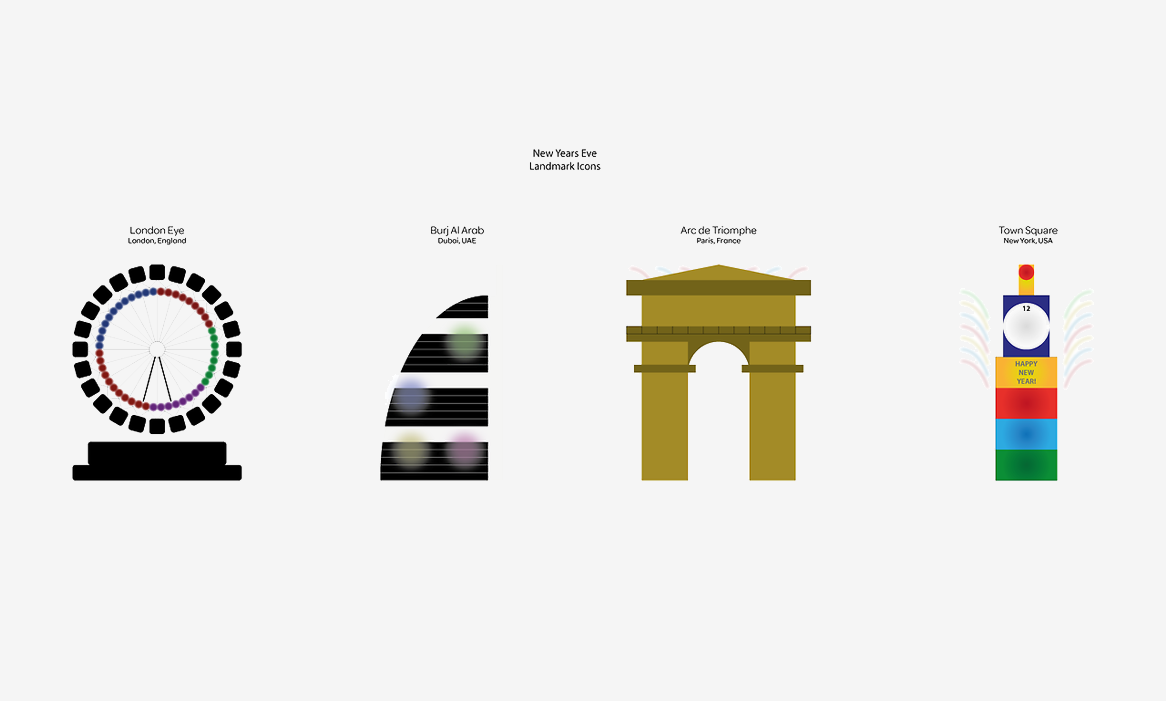 New Years Eve
Landmark Icons
London Eye
London, England
Burj Al Arab
Dubai, UAE
Arc de Triomphe
Paris, France
Town Square
New York, USA
12
HAPPY
NEW
YEAR!